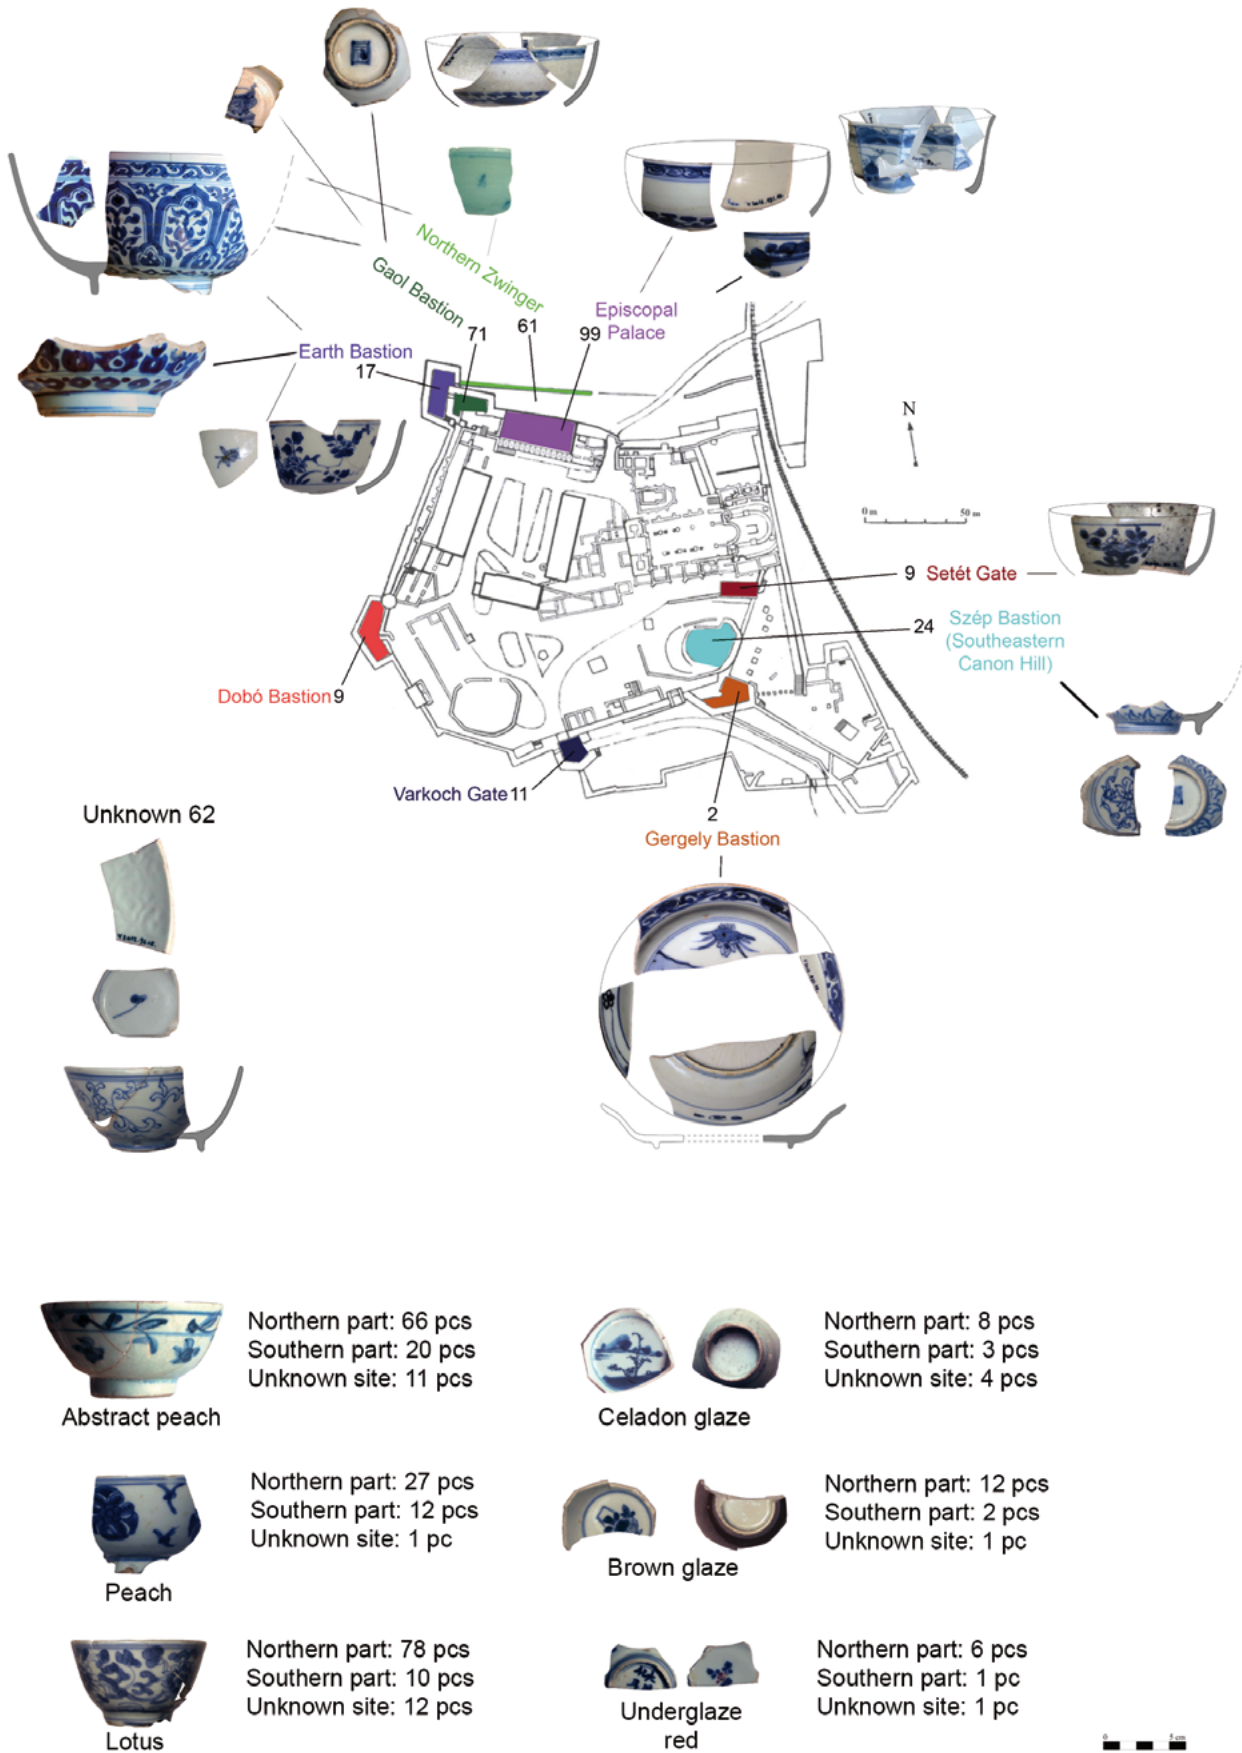 Northern Zwinger
Gaol Bastion
71
61
Episcopal
99 Palace
Earth Bastion
17
N
0 m
50 m
9 Setét Gate
24
Szép Bastion
(Southeastern
Canon Hill)
Dobó Bastion 9
Varkoch Gate 11
2
Gergely Bastion
Unknown 62
Northern part: 66 pcs
Southern part: 20 pcs
Unknown site: 11 pcs
Abstract peach
Northern part: 8 pcs
Southern part: 3 pcs
Unknown site: 4 pcs
Celadon glaze
Northern part: 27 pcs
Southern part: 12 pcs
Unknown site: 1 pc
Peach
Northern part: 12 pcs
Southern part: 2 pcs
Unknown site: 1 pc
Brown glaze
Northern part: 78 pcs
Southern part: 10 pcs
Unknown site: 12 pcs
Lotus
Northern part: 6 pcs
Southern part: 1 pc
Unknown site: 1 pc
Underglaze
red
0
5 cm